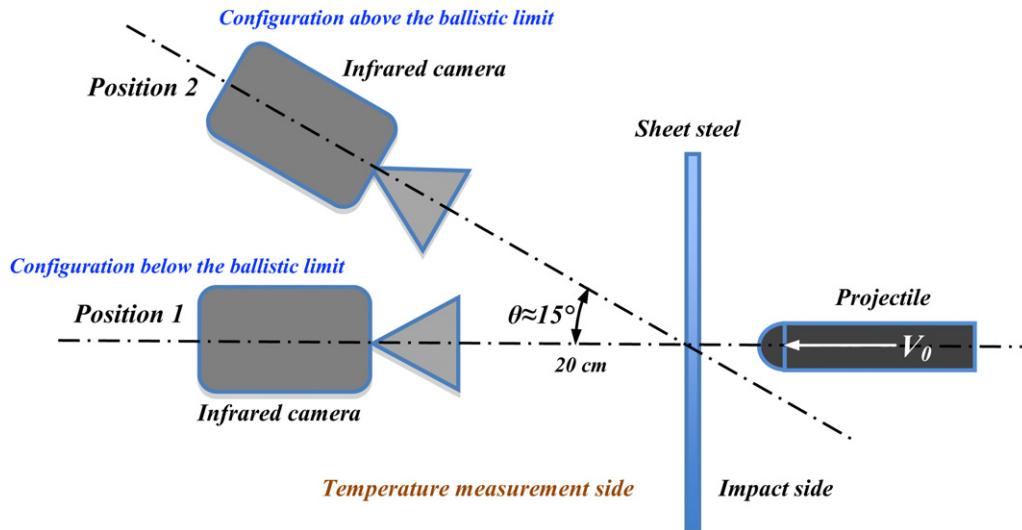 Configuration above the ballistic limit
Infrared camera
Position 2
Sheet steel
Configuration below the ballistic limit
Position 1
θ≈15°
Projectile
V₀
20 cm
Infrared camera
Temperature measurement side
Impact side